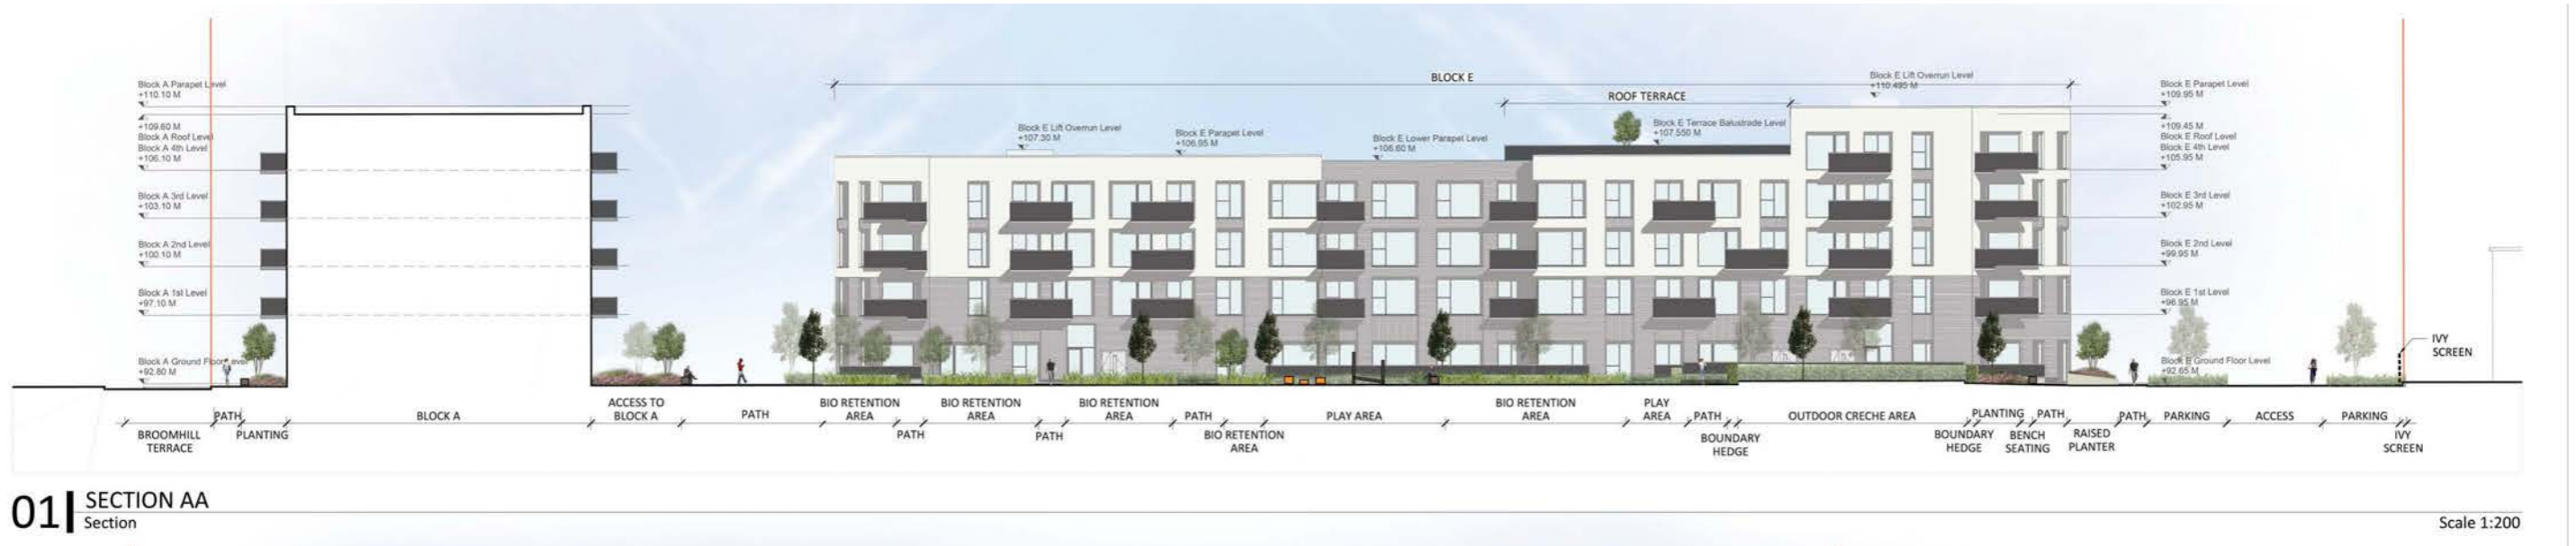 BLOCK E
ROOF TERRACE
Block A Parapet Level
+110.10 M
+109.60 M
Block A Roof Level
Block A 4th Level
+106.10 M
Block A 3rd Level
+103.10 M
Block A 2nd Level
+100.10 M
Block A 1st Level
+97.10 M
Block A Ground Floor Level
+92.80 M
Block E Lift Overrun Level
+107.30 M
Block E Parapet Level
+106.95 M
Block E Lower Parapet Level
+106.60 M
Block E Terrace Balustrade Level
+107.550 M
Block E Lift Overrun Level
+110.495 M
Block E Parapet Level
+109.95 M
+109.45 M
Block E Roof Level
Block E 4th Level
+105.95 M
Block E 3rd Level
+102.95 M
Block E 2nd Level
+99.95 M
Block E 1st Level
+96.95 M
Block E Ground Floor Level
+92.65 M
IVY
SCREEN
BROOMHILL
TERRACE
PATH
PLANTING
BLOCK A
ACCESS TO
BLOCK A
PATH
BIO RETENTION
AREA
PATH
BIO RETENTION
AREA
PATH
BIO RETENTION
AREA
PATH
BIO RETENTION
AREA
PLAY AREA
BIO RETENTION
AREA
PLAY
AREA
PATH
BOUNDARY
HEDGE
OUTDOOR CRECHE AREA
BOUNDARY
HEDGE
PLANTING
BENCH
SEATING
PATH
RAISED
PLANTER
PATH
PARKING
ACCESS
PARKING
IVY
SCREEN
01
SECTION AA
Section
Scale 1:200